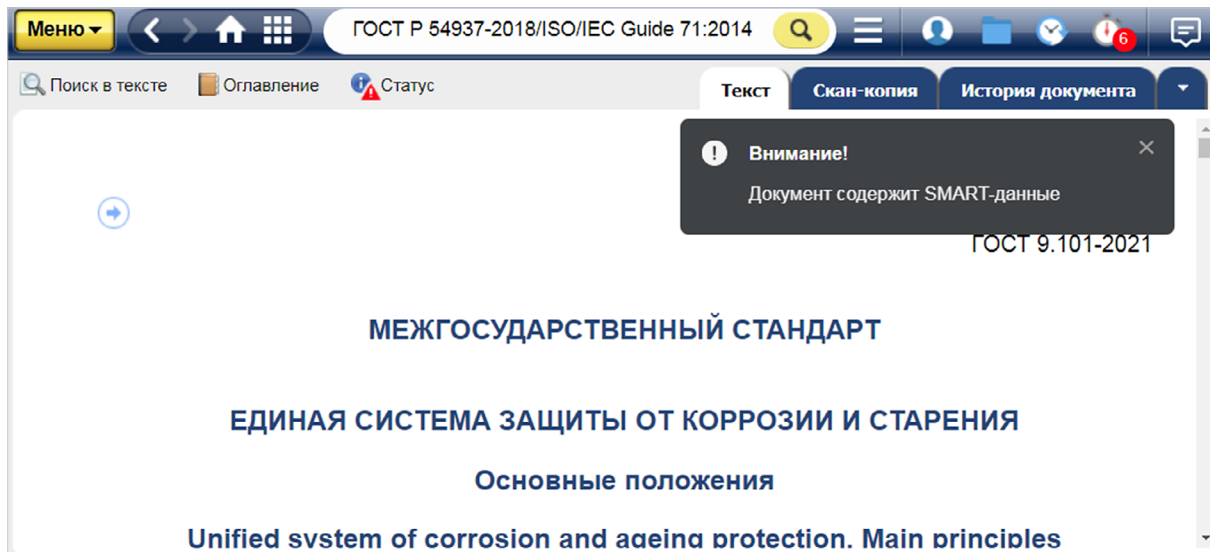 Меню
ГОСТ Р 54937-2018/ISO/IEC Guide 71:2014
6
Поиск в тексте
Оглавление
Статус
Текст
Скан-копия
История документа
Внимание!
Документ содержит SMART-данные
ГОСТ 9.101-2021
МЕЖГОСУДАРСТВЕННЫЙ СТАНДАРТ
ЕДИНАЯ СИСТЕМА ЗАЩИТЫ ОТ КОРРОЗИИ И СТАРЕНИЯ
Основные положения
Unified system of corrosion and ageing protection. Main principles